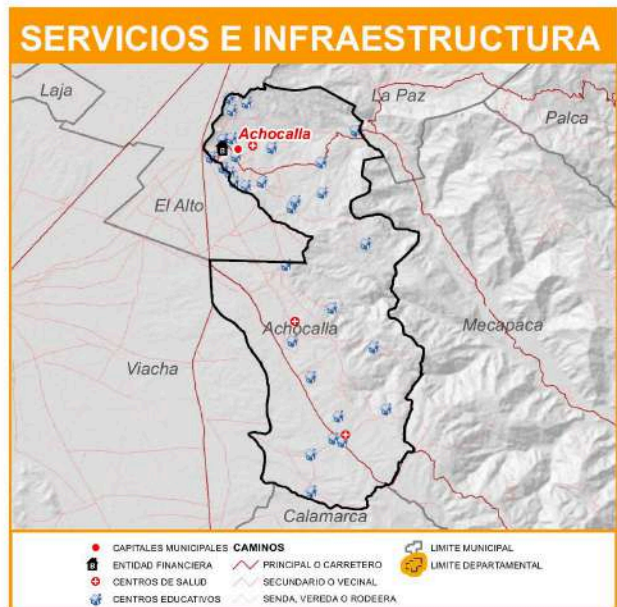 SERVICIOS E INFRAESTRUCTURA
Laja
La Paz
Palca
Achocalla
El Alto
Achocalla
Mecapaca
Viacha
Calamarca
CAPITALES MUNICIPALES
ENTIDAD FINANCIERA
CENTROS DE SALUD
CENTROS EDUCATIVOS
CAMINOS
PRINCIPAL O CARRETERO
SECUNDARIO O VECINAL
SENDA, VEREDA O RODEERA
LIMITE MUNICIPAL
LIMITE DEPARTAMENTAL